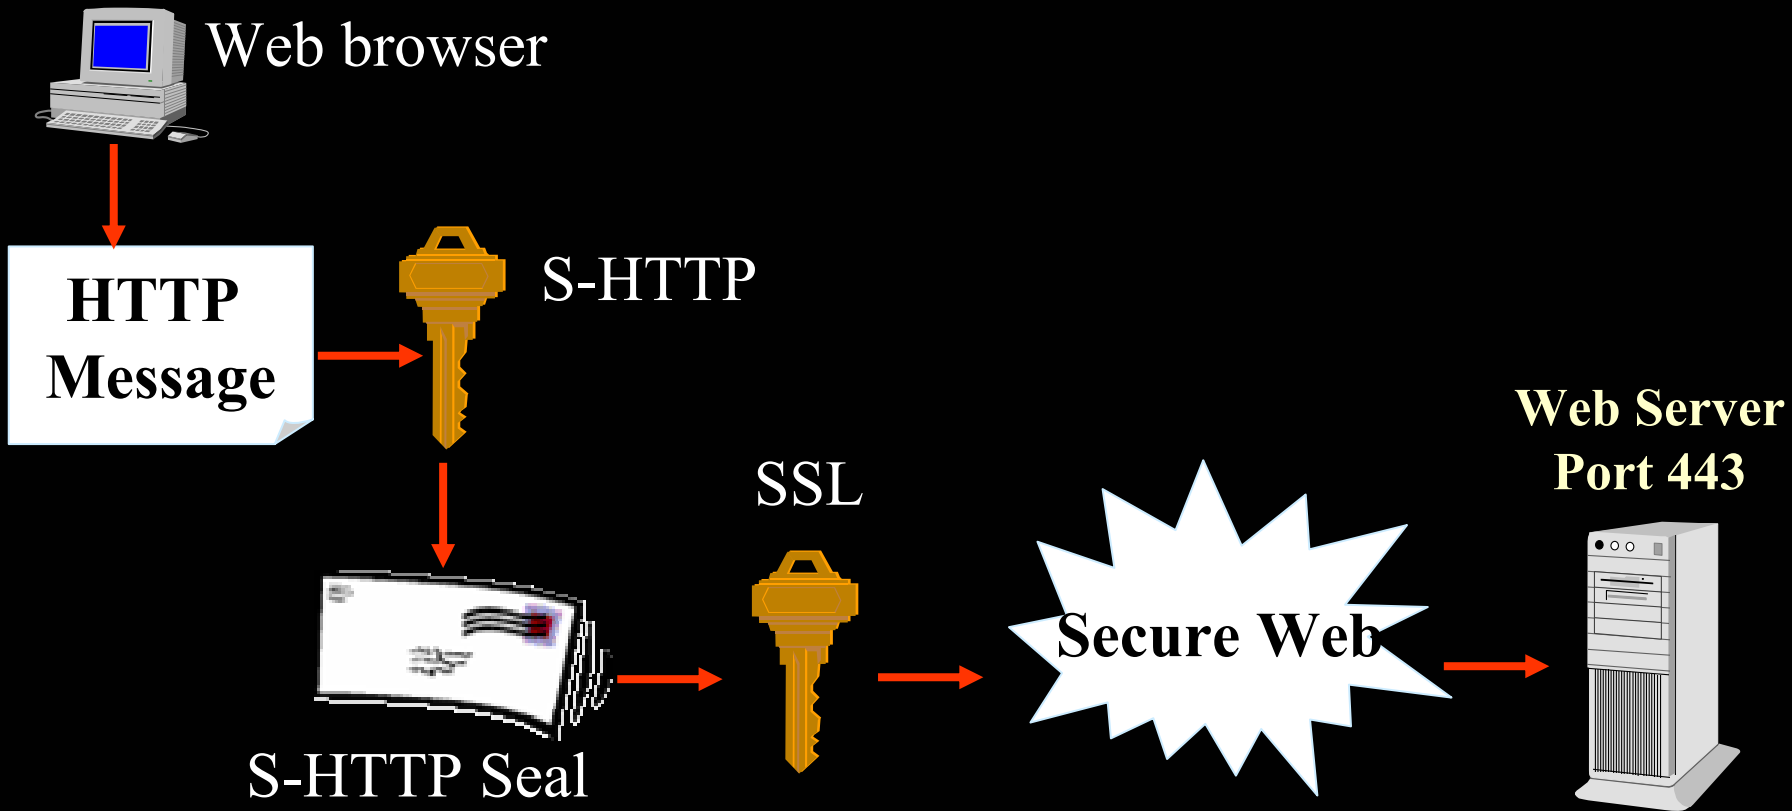 Web browser
HTTP
Message
S-HTTP
S-HTTP Seal
SSL
Secure Web
Web Server
Port 443